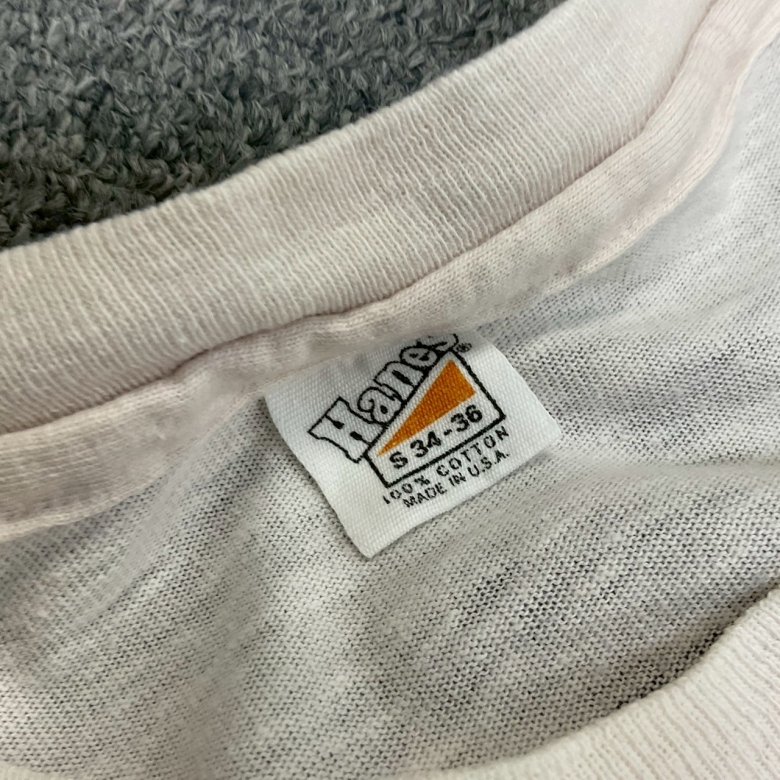 Hanes®
S 34-36
100% COTTON
MADE IN U.S.A.